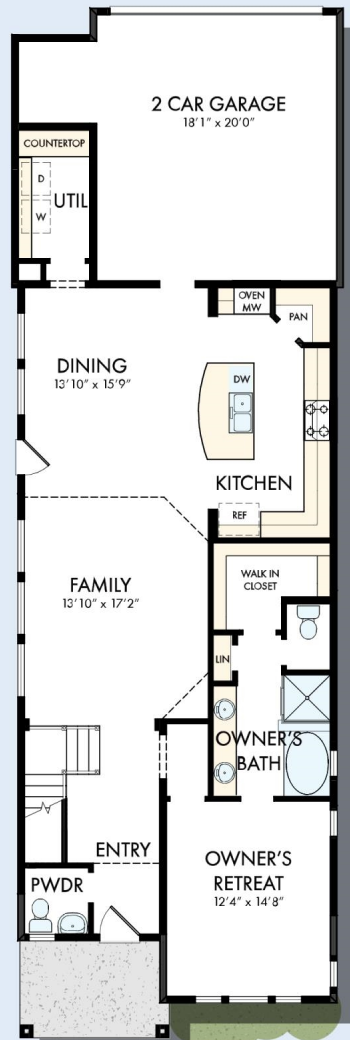 2 CAR GARAGE
18'1" x 20'0"
COUNTERTOP
D
W
UTIL
OVEN
MW
PAN
DINING
13'10" x 15'9"
DW
KITCHEN
REF
FAMILY
13'10" x 17'2"
WALK IN
CLOSET
LIN
OWNER'S
BATH
ENTRY
PWDR
OWNER'S
RETREAT
12'4" x 14'8"